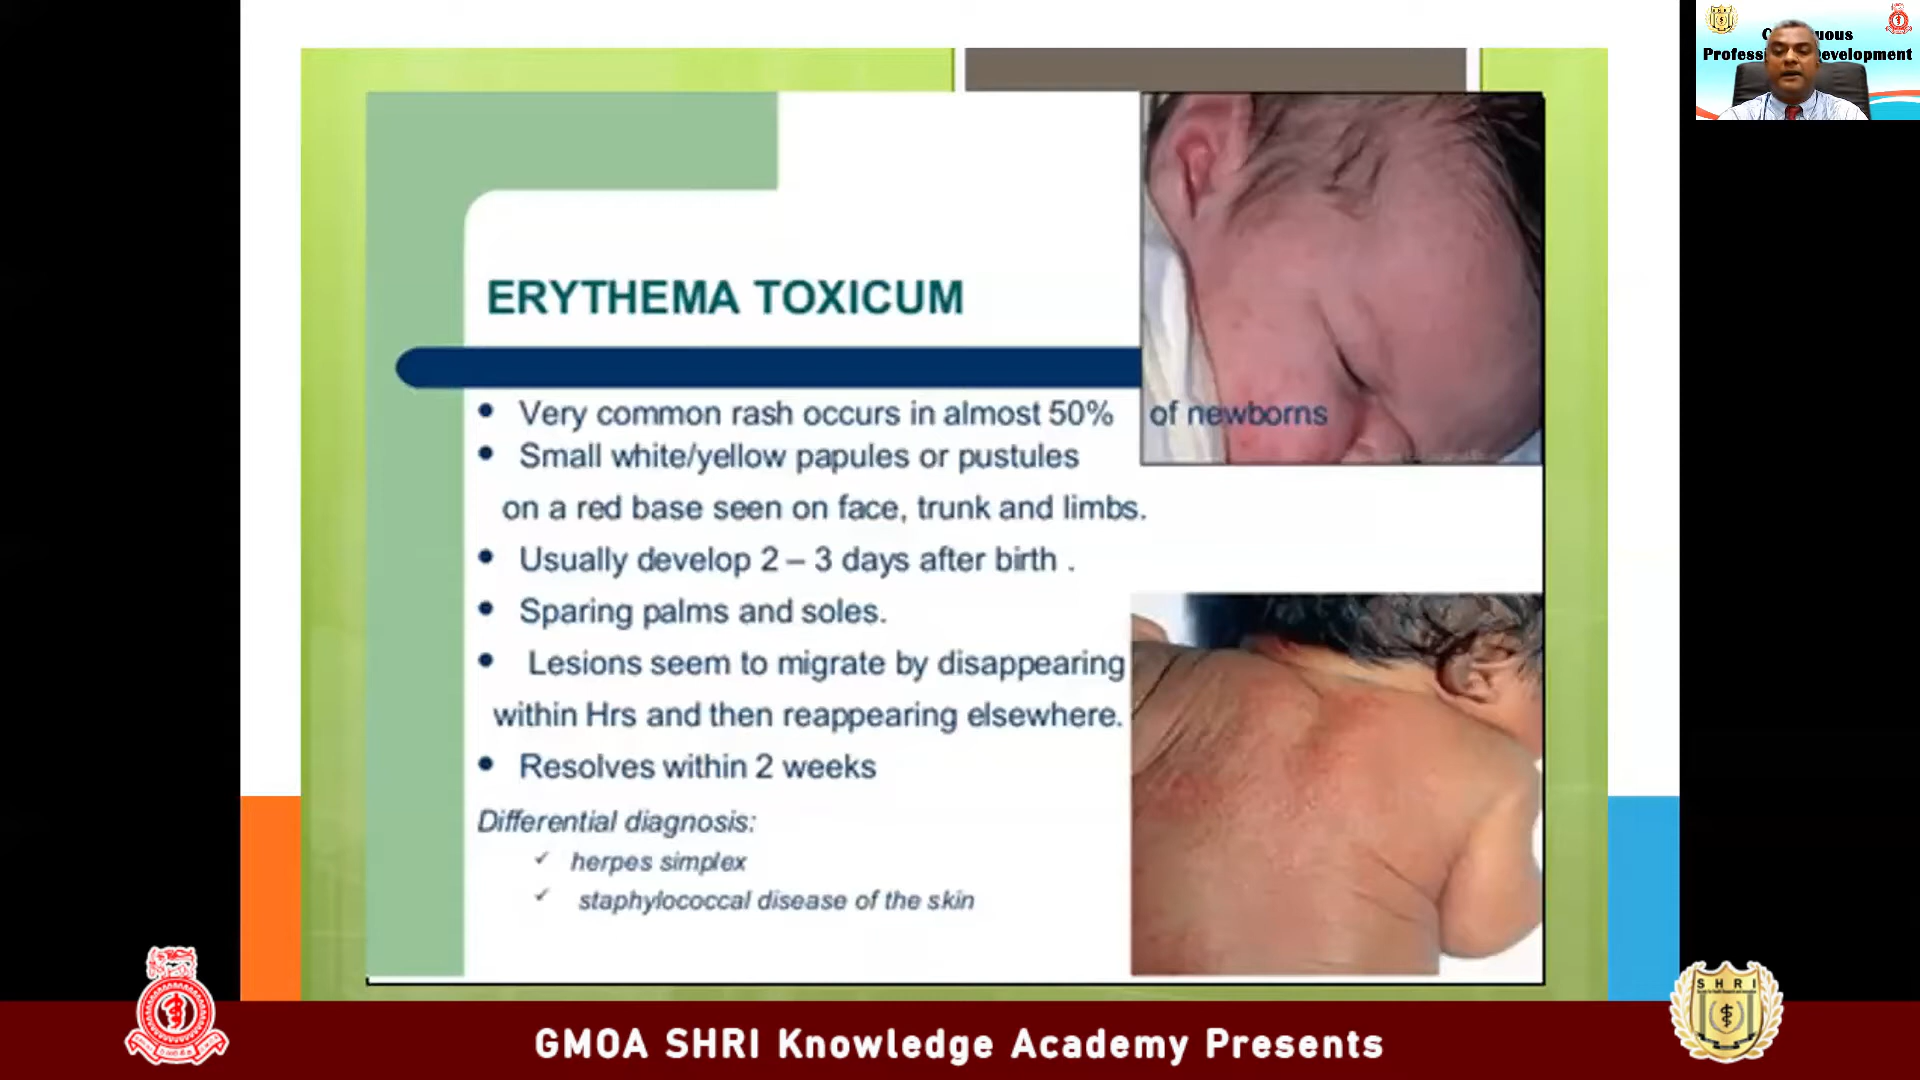 ERYTHEMA TOXICUM
• Very common rash occurs in almost 50% of newborns
• Small white/yellow papules or pustules
on a red base seen on face, trunk and limbs.
• Usually develop 2 – 3 days after birth .
• Sparing palms and soles.
• Lesions seem to migrate by disappearing
within Hrs and then reappearing elsewhere.
• Resolves within 2 weeks
Differential diagnosis:
✓ herpes simplex
✓ staphylococcal disease of the skin
SHRI
GMOA SHRI Knowledge Academy Presents